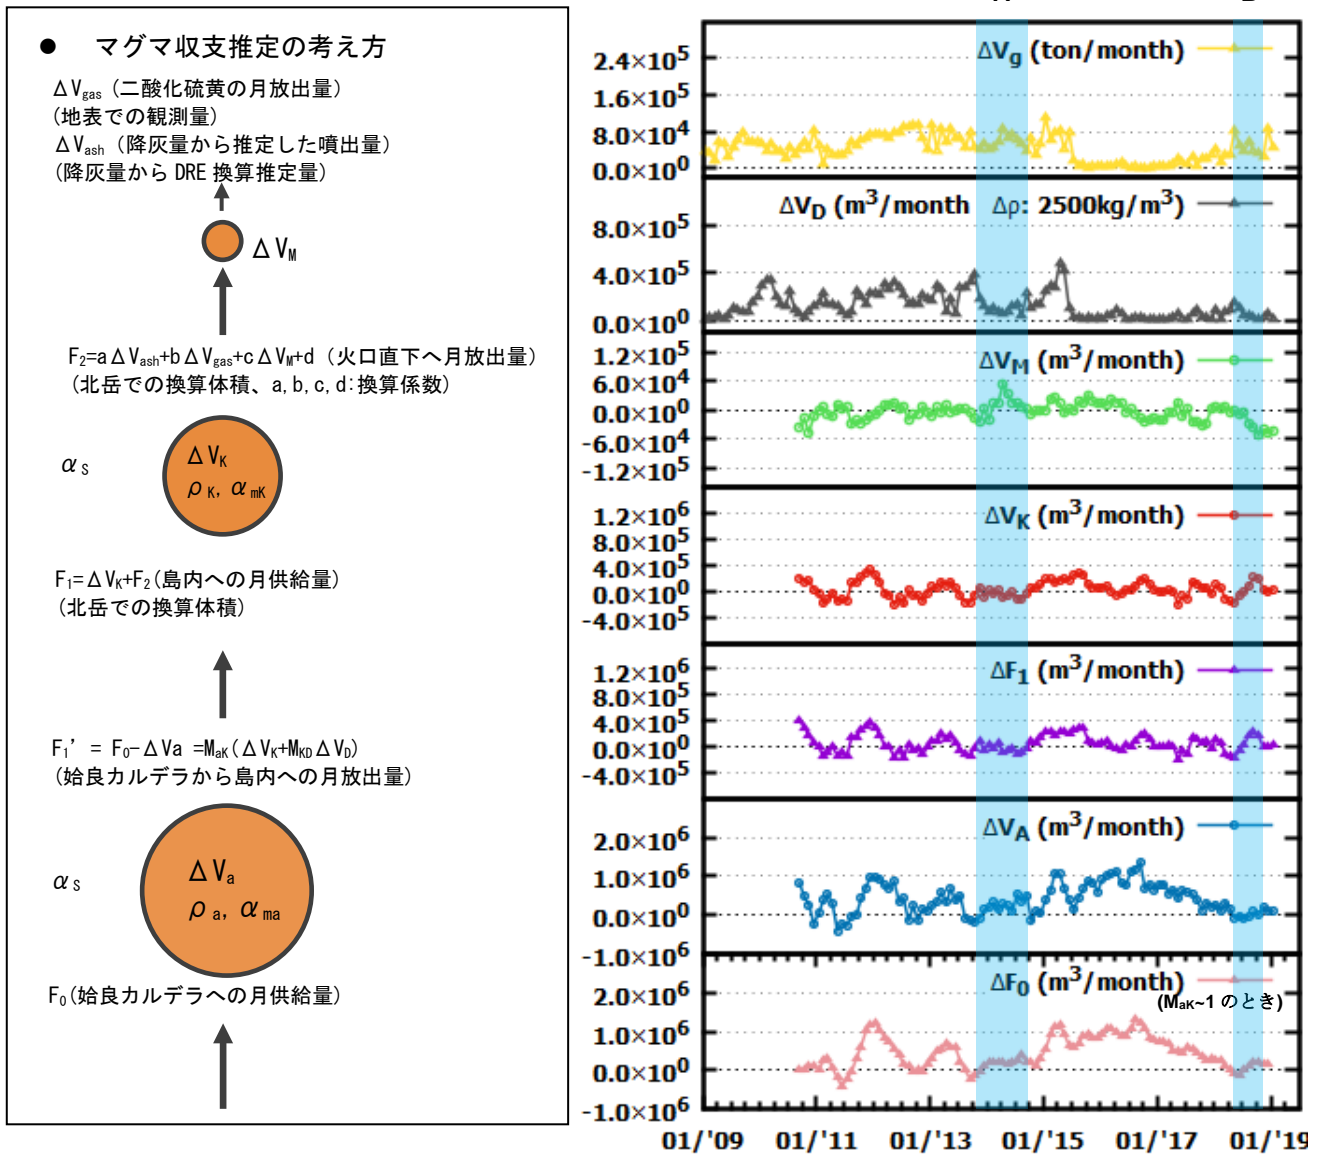 ● マグマ収支推定の考え方
ΔVgas (二酸化硫黄の月放出量)
(地表での観測量)
ΔVash (降灰量から推定した噴出量)
(降灰量から DRE 換算推定量)
ΔVM
F2=aΔVash+bΔVgas+cΔVM+d (火口直下へ月放出量)
(北岳での換算体積、a,b,c,d:換算係数)
αS
ΔVK
ρK, αmK
F1=ΔVK+F2(島内への月供給量)
(北岳での換算体積)
F1’ = F0-ΔVa =MaK(ΔVK+MKDΔVD)
(姶良カルデラから島内への月放出量)
αS
ΔVa
ρa, αma
F0(姶良カルデラへの月供給量)
ΔVg (ton/month)
2.4×10^5
1.6×10^5
8.0×10^4
0.0×10^0
ΔVD (m^3/month Δρ: 2500kg/m^3)
8.0×10^5
4.0×10^5
0.0×10^0
ΔVM (m^3/month)
1.2×10^5
6.0×10^4
0.0×10^0
-6.0×10^4
-1.2×10^5
ΔVK (m^3/month)
1.2×10^6
8.0×10^5
4.0×10^5
0.0×10^0
-4.0×10^5
ΔF1 (m^3/month)
1.2×10^6
8.0×10^5
4.0×10^5
0.0×10^0
-4.0×10^5
ΔVA (m^3/month)
2.0×10^6
1.0×10^6
0.0×10^0
-1.0×10^6
ΔF0 (m^3/month)
(MaK~1 のとき)
2.0×10^6
1.0×10^6
0.0×10^0
-1.0×10^6
01/'09 01/'11 01/'13 01/'15 01/'17 01/'19